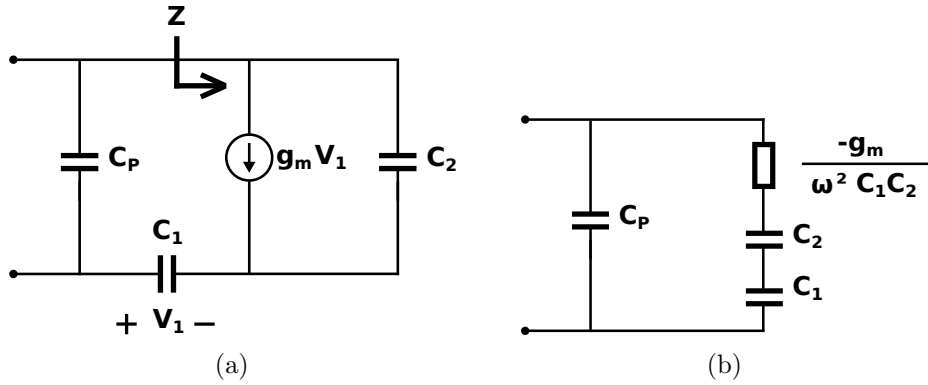 Z
C_P
g_m V_1
C_2
C_1
+ V_1 −
(a)
-g_m
ω² C_1C_2
C_P
C_2
C_1
(b)